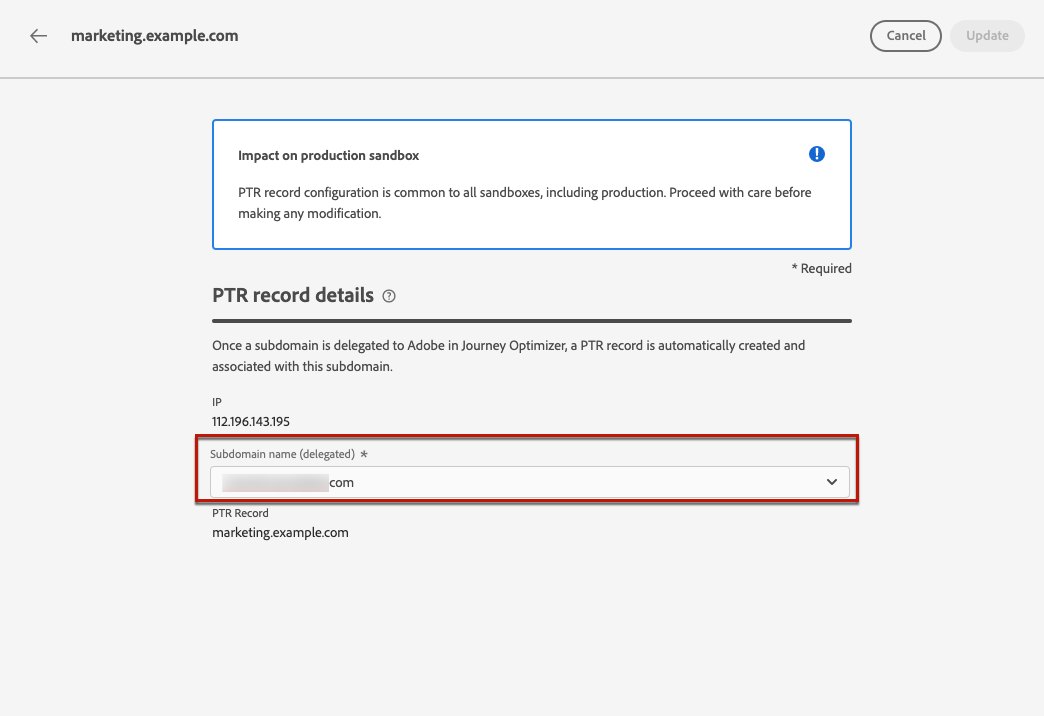 marketing.example.com
Cancel
Update
Impact on production sandbox
PTR record configuration is common to all sandboxes, including production. Proceed with care before
making any modification.
* Required
PTR record details
Once a subdomain is delegated to Adobe in Journey Optimizer, a PTR record is automatically created and
associated with this subdomain.
IP
112.196.143.195
Subdomain name (delegated) *
com
PTR Record
marketing.example.com